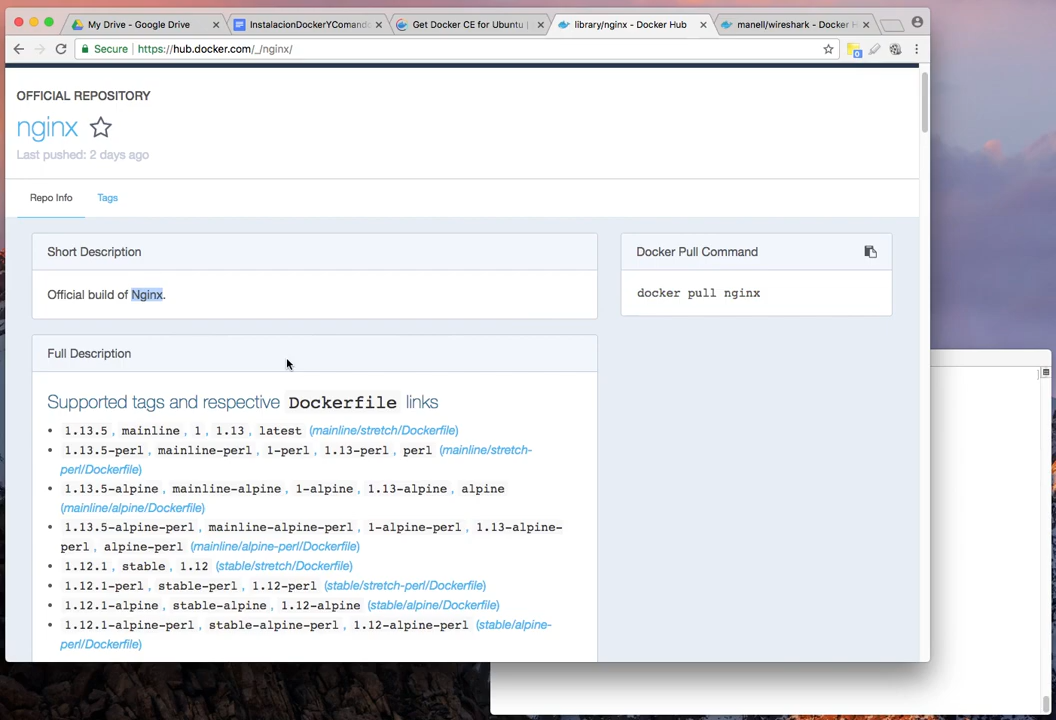 My Drive - Google Drive
InstalacionDockerYComand
Get Docker CE for Ubuntu |
library/nginx - Docker Hub
manell/wireshark - Docker H
Secure
https://hub.docker.com/_/nginx/
OFFICIAL REPOSITORY
nginx
Last pushed: 2 days ago
Repo Info
Tags
Short Description
Official build of Nginx.
Docker Pull Command
docker pull nginx
Full Description
Supported tags and respective Dockerfile links
1.13.5 , mainline , 1 , 1.13 , latest (mainline/stretch/Dockerfile)
1.13.5-perl , mainline-perl , 1-perl , 1.13-perl , perl (mainline/stretch-
perl/Dockerfile)
1.13.5-alpine , mainline-alpine , 1-alpine , 1.13-alpine , alpine
(mainline/alpine/Dockerfile)
1.13.5-alpine-perl , mainline-alpine-perl , 1-alpine-perl , 1.13-alpine-
perl , alpine-perl (mainline/alpine-perl/Dockerfile)
1.12.1 , stable , 1.12 (stable/stretch/Dockerfile)
1.12.1-perl , stable-perl , 1.12-perl (stable/stretch-perl/Dockerfile)
1.12.1-alpine , stable-alpine , 1.12-alpine (stable/alpine/Dockerfile)
1.12.1-alpine-perl , stable-alpine-perl , 1.12-alpine-perl (stable/alpine-
perl/Dockerfile)